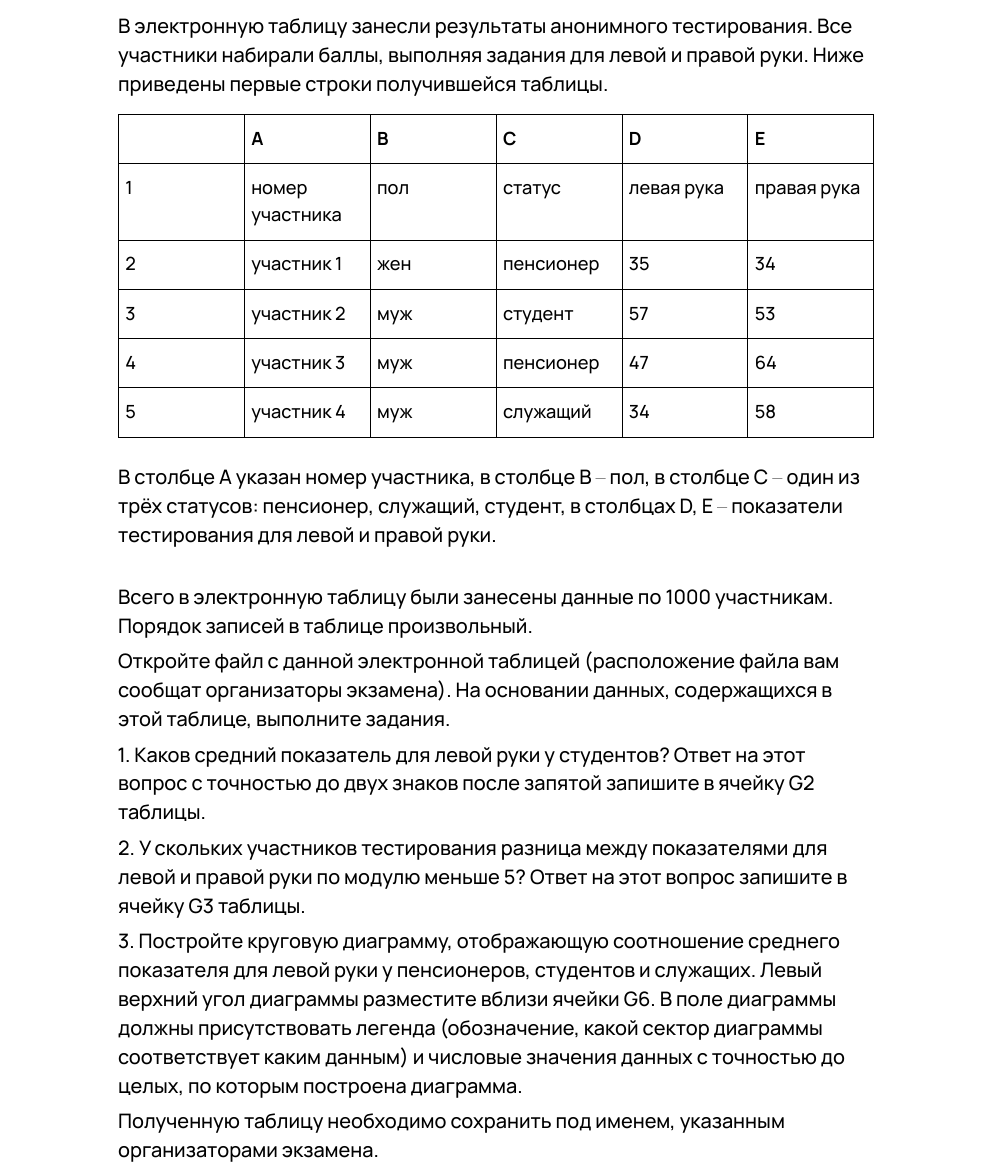 В электронную таблицу занесли результаты анонимного тестирования. Все
участники набирали баллы, выполняя задания для левой и правой руки. Ниже
приведены первые строки получившейся таблицы.
A B C D E
1 номер участника пол статус левая рука правая рука
2 участник 1 жен пенсионер 35 34
3 участник 2 муж студент 57 53
4 участник 3 муж пенсионер 47 64
5 участник 4 муж служащий 34 58
В столбце A указан номер участника, в столбце B – пол, в столбце C – один из
трёх статусов: пенсионер, служащий, студент, в столбцах D, E – показатели
тестирования для левой и правой руки.
Всего в электронную таблицу были занесены данные по 1000 участникам.
Порядок записей в таблице произвольный.
Откройте файл с данной электронной таблицей (расположение файла вам
сообщат организаторы экзамена). На основании данных, содержащихся в
этой таблице, выполните задания.
1. Каков средний показатель для левой руки у студентов? Ответ на этот
вопрос с точностью до двух знаков после запятой запишите в ячейку G2
таблицы.
2. У скольких участников тестирования разница между показателями для
левой и правой руки по модулю меньше 5? Ответ на этот вопрос запишите в
ячейку G3 таблицы.
3. Постройте круговую диаграмму, отображающую соотношение среднего
показателя для левой руки у пенсионеров, студентов и служащих. Левый
верхний угол диаграммы разместите вблизи ячейки G6. В поле диаграммы
должны присутствовать легенда (обозначение, какой сектор диаграммы
соответствует каким данным) и числовые значения данных с точностью до
целых, по которым построена диаграмма.
Полученную таблицу необходимо сохранить под именем, указанным
организаторами экзамена.